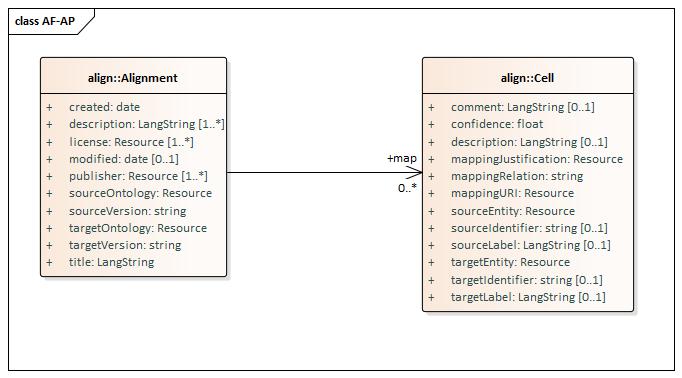 class AF-AP
align::Alignment
+ created: date
+ description: LangString [1..*]
+ license: Resource [1..*]
+ modified: date [0..1]
+ publisher: Resource [1..*]
+ sourceOntology: Resource
+ sourceVersion: string
+ targetOntology: Resource
+ targetVersion: string
+ title: LangString
+map
0..*
align::Cell
+ comment: LangString [0..1]
+ confidence: float
+ description: LangString [0..1]
+ mappingJustification: Resource
+ mappingRelation: string
+ mappingURI: Resource
+ sourceEntity: Resource
+ sourceIdentifier: string [0..1]
+ sourceLabel: LangString [0..1]
+ targetEntity: Resource
+ targetIdentifier: string [0..1]
+ targetLabel: LangString [0..1]